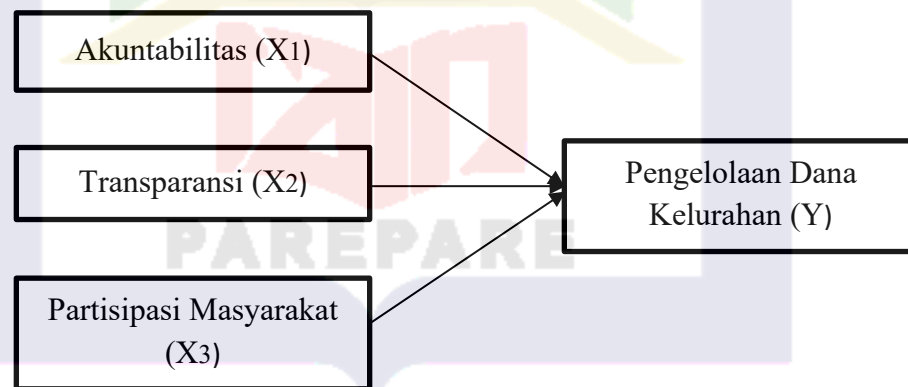 Akuntabilitas (X1)
Transparansi (X2)
Pengelolaan Dana
Kelurahan (Y)
PAREPARE
Partisipasi Masyarakat
(X3)